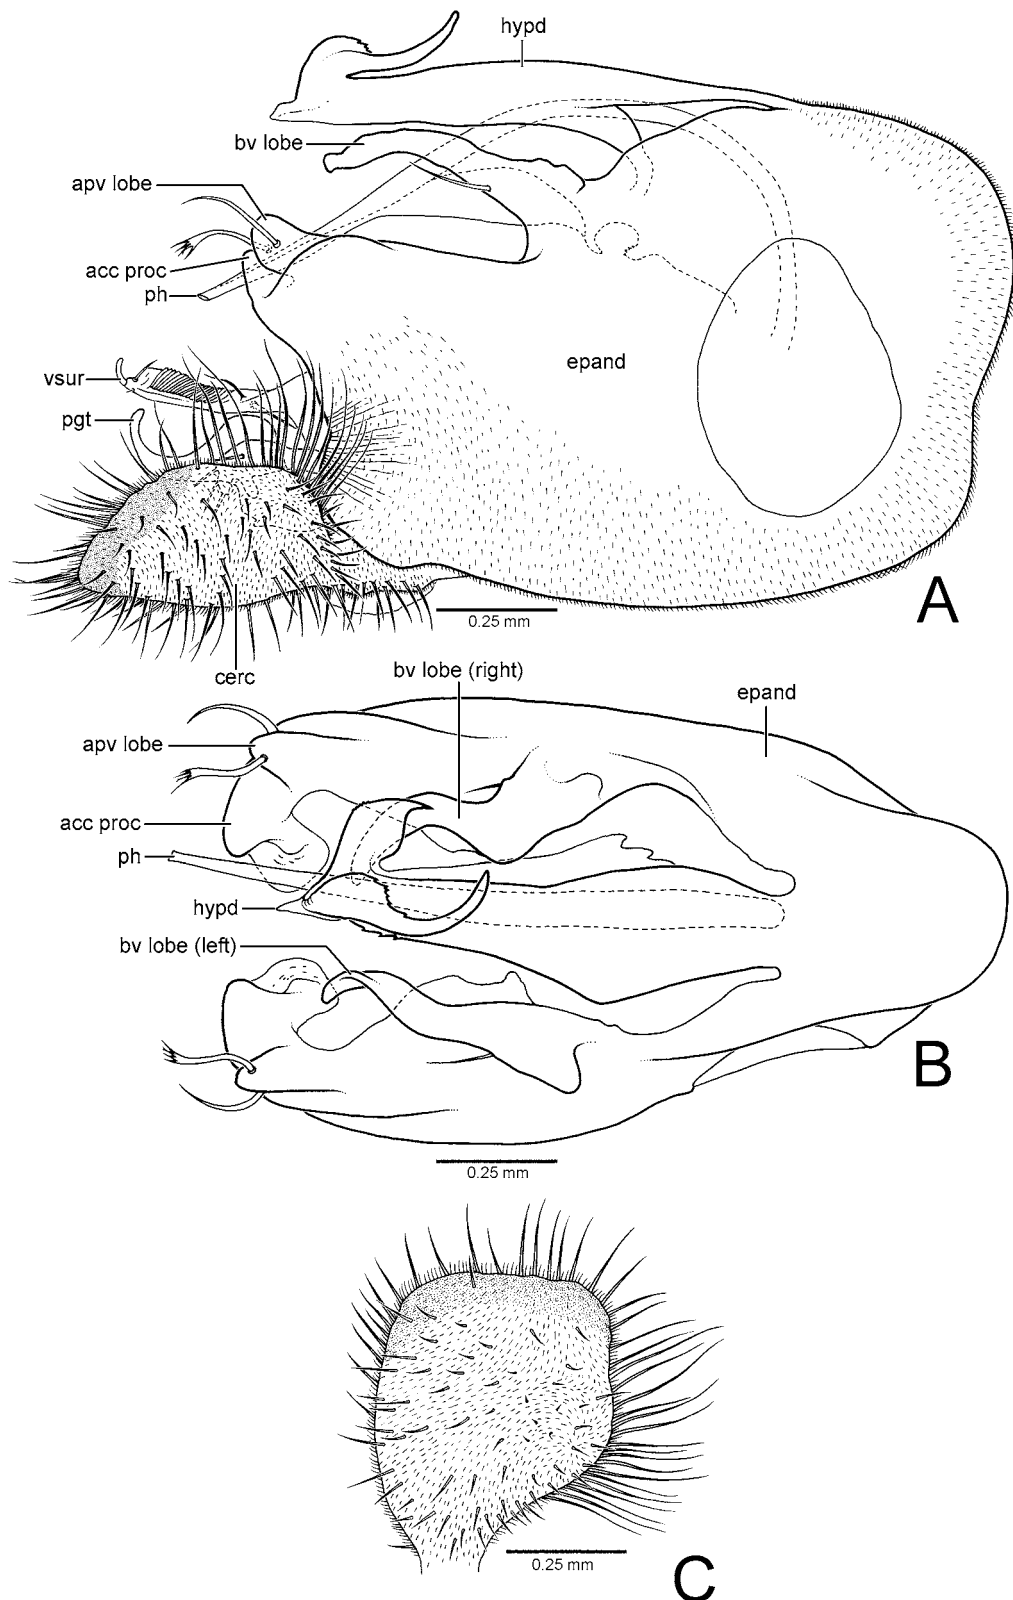 hypd
bv lobe
apv lobe
acc proc
ph
epand
vsur
pgt
A
0.25 mm
cerc
bv lobe (right)
epand
apv lobe
acc proc
ph
hypd
bv lobe (left)
B
0.25 mm
0.25 mm
C